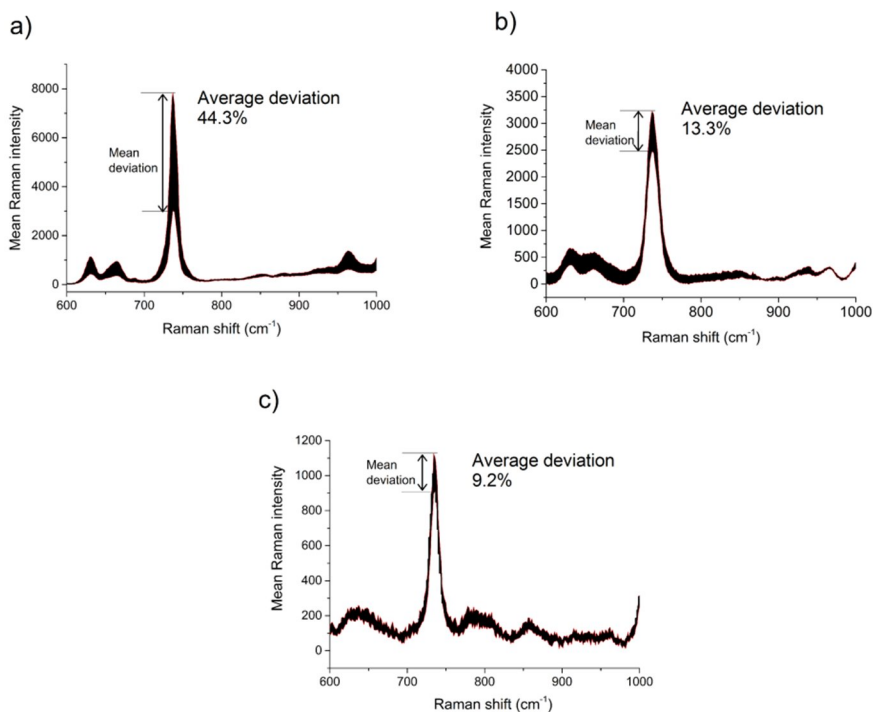 a)
8000
6000
4000
2000
0
Mean Raman intensity
Mean
deviation
Average deviation
44.3%
600
700
800
900
1000
Raman shift (cm⁻¹)
b)
4000
3500
3000
2500
2000
1500
1000
500
0
Mean Raman intensity
Mean
deviation
Average deviation
13.3%
600
700
800
900
1000
Raman shift (cm⁻¹)
c)
1200
1000
800
600
400
200
0
Mean Raman intensity
Mean
deviation
Average deviation
9.2%
600
700
800
900
1000
Raman shift (cm⁻¹)